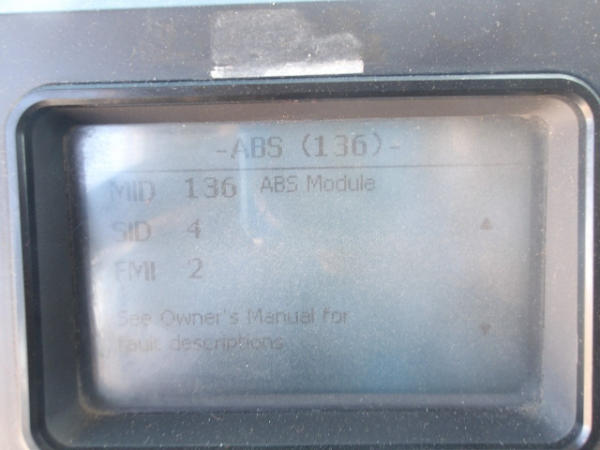 -ABS (136)-
MID 136 ABS Module
SID 4
FMI 2
See Owner's Manual for
fault descriptions